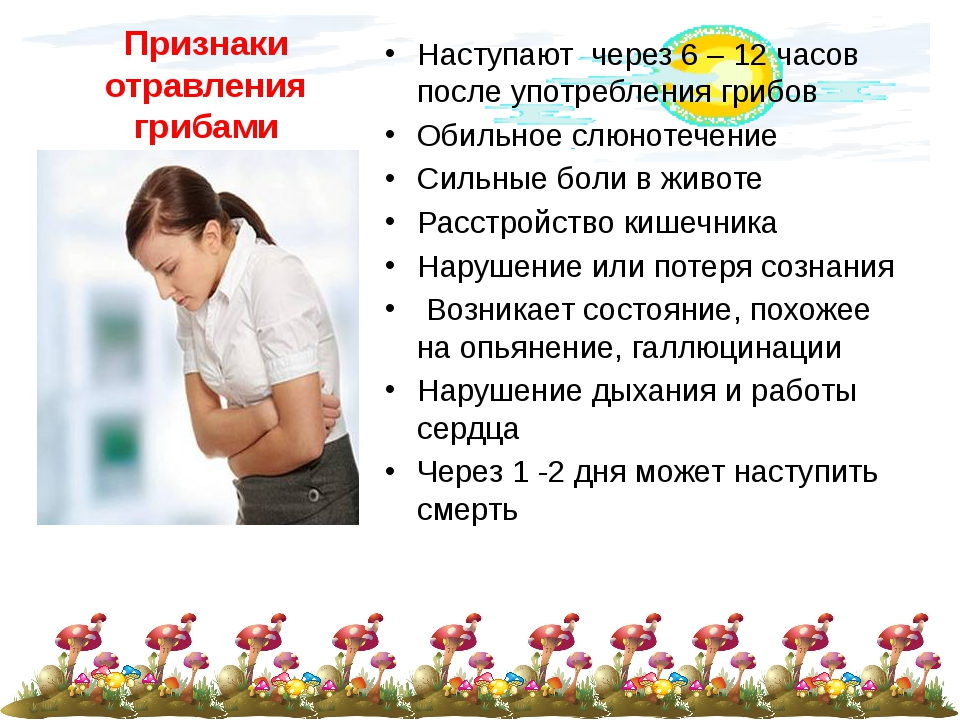 Признаки
отравления
грибами
• Наступают через 6 – 12 часов
после употребления грибов
• Обильное слюнотечение
• Сильные боли в животе
• Расстройство кишечника
• Нарушение или потеря сознания
• Возникает состояние, похожее
на опьянение, галлюцинации
• Нарушение дыхания и работы
сердца
• Через 1 -2 дня может наступить
смерть